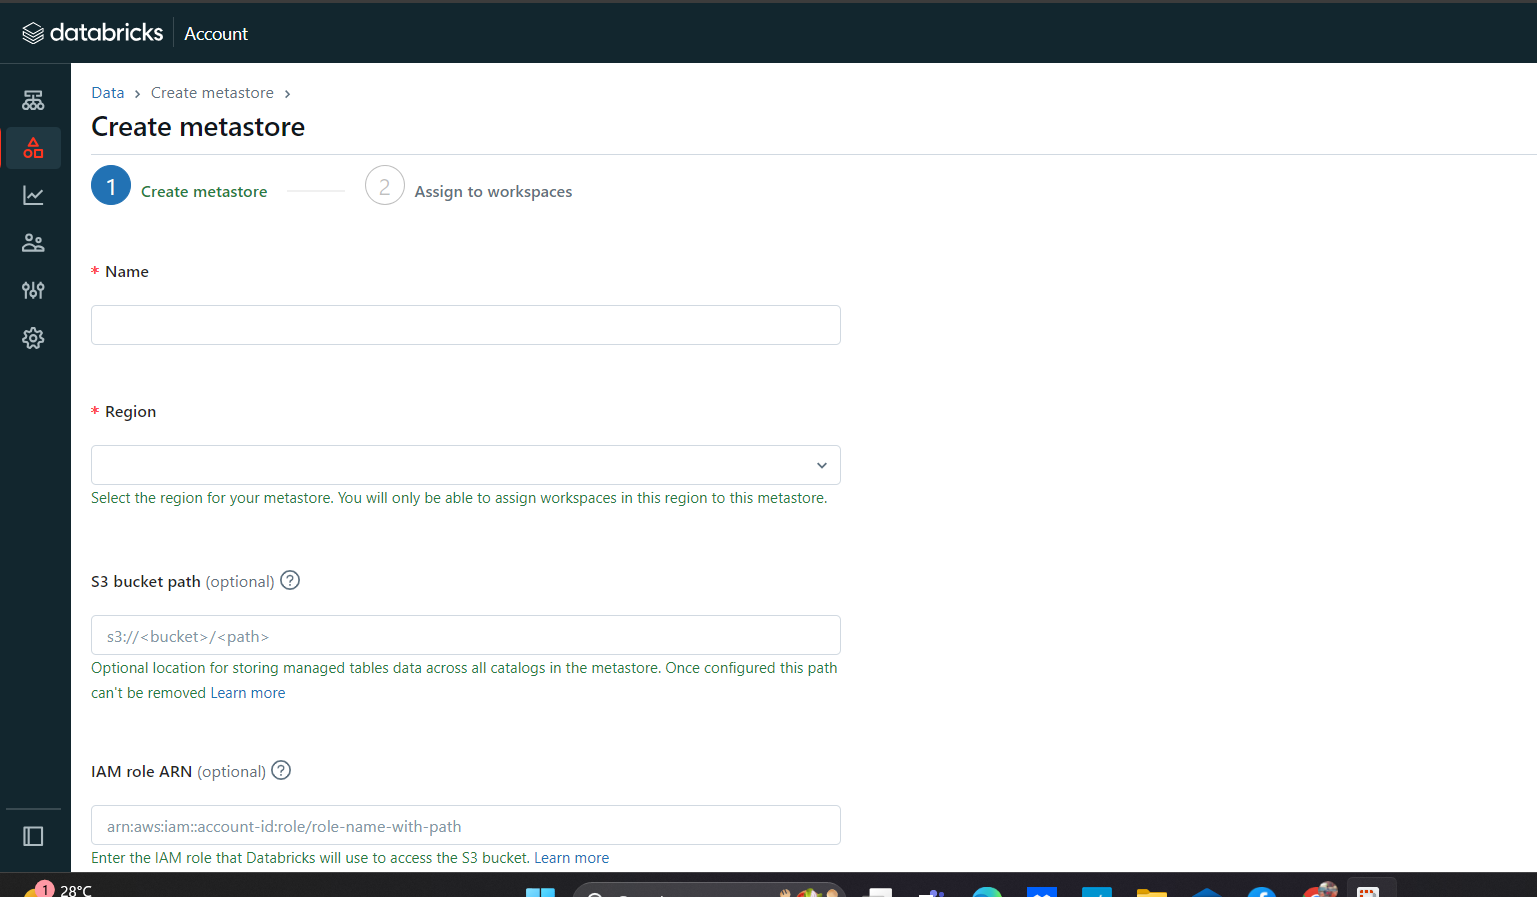 databricks Account
Data › Create metastore ›
Create metastore
1 Create metastore 2 Assign to workspaces
* Name
* Region
Select the region for your metastore. You will only be able to assign workspaces in this region to this metastore.
S3 bucket path (optional) ?
s3://<bucket>/<path>
Optional location for storing managed tables data across all catalogs in the metastore. Once configured this path
can't be removed Learn more
IAM role ARN (optional) ?
arn:aws:iam::account-id:role/role-name-with-path
Enter the IAM role that Databricks will use to access the S3 bucket. Learn more
1 28°C